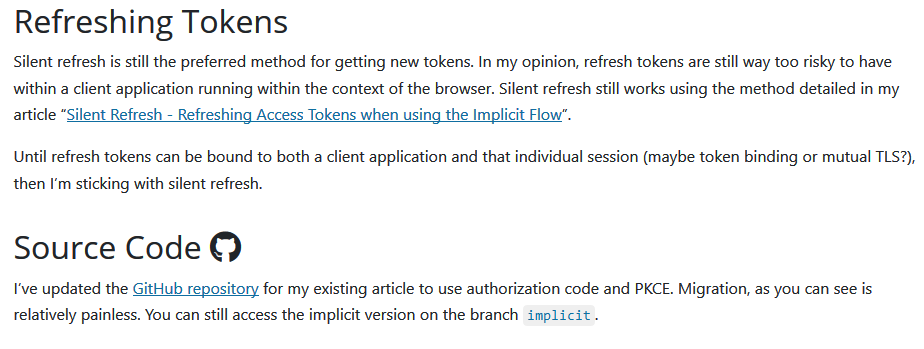 Refreshing Tokens
Silent refresh is still the preferred method for getting new tokens. In my opinion, refresh tokens are still way too risky to have
within a client application running within the context of the browser. Silent refresh still works using the method detailed in my
article “Silent Refresh - Refreshing Access Tokens when using the Implicit Flow”.
Until refresh tokens can be bound to both a client application and that individual session (maybe token binding or mutual TLS?),
then I’m sticking with silent refresh.
Source Code
I’ve updated the GitHub repository for my existing article to use authorization code and PKCE. Migration, as you can see is
relatively painless. You can still access the implicit version on the branch implicit.